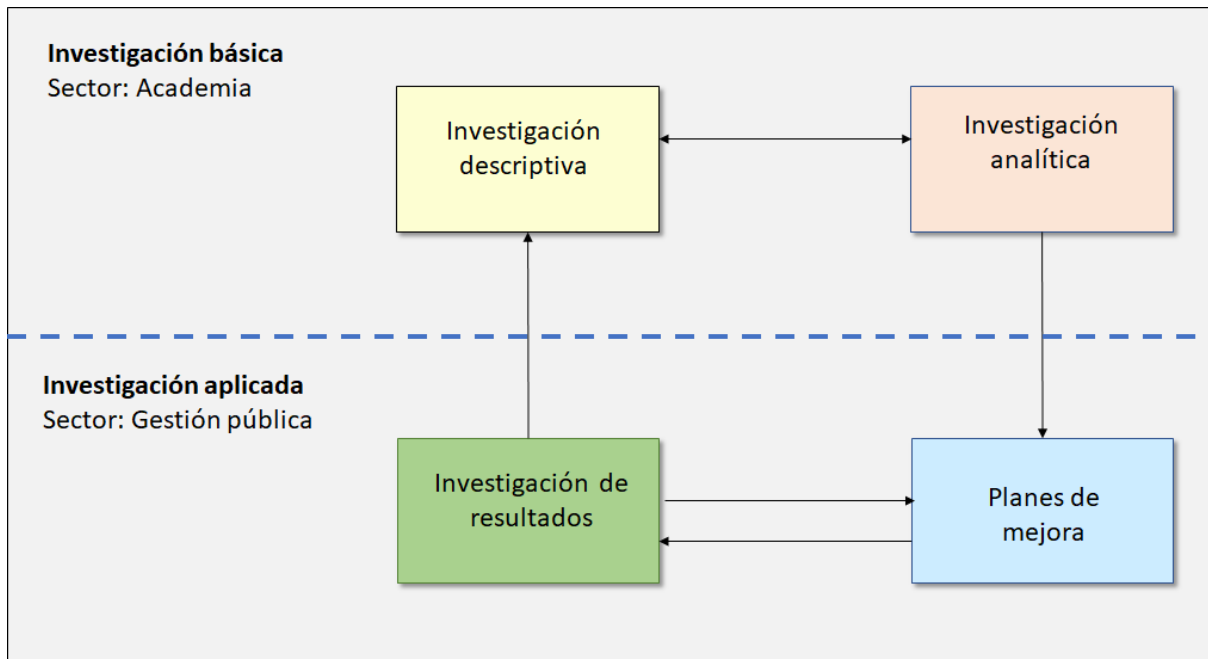 Investigación básica
Sector: Academia
Investigación
descriptiva
Investigación
analítica
Investigación aplicada
Sector: Gestión pública
Investigación de
resultados
Planes de
mejora